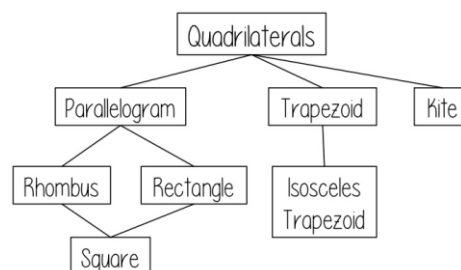 Quadrilaterals
Parallelogram
Trapezoid
Kite
Rhombus
Rectangle
Isosceles
Trapezoid
Square